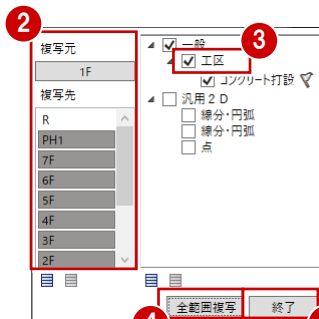 2
複写元
1F
複写先
R
PH1
7F
6F
5F
4F
3F
2F
一般
3
工区
コンクリート打設
汎用2D
線分・円弧
線分・円弧
点
全範囲複写
終了
4